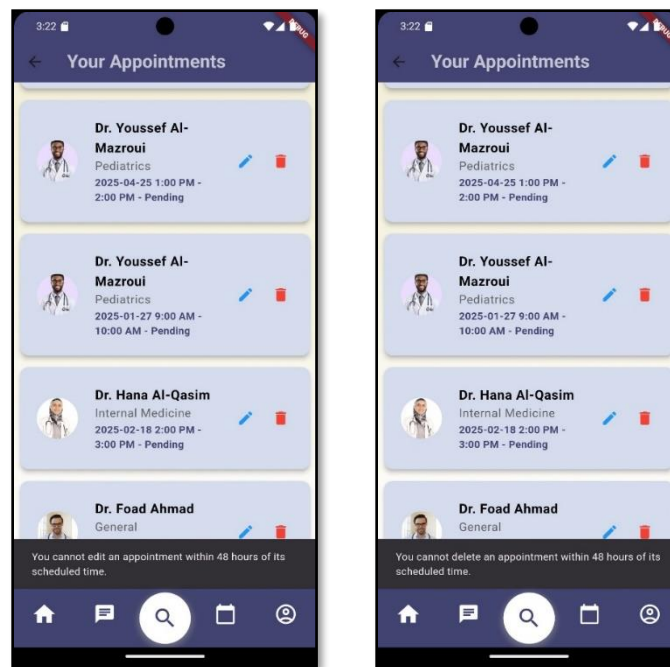 3:22
DEBUG
Your Appointments
Dr. Youssef Al-
Mazroui
Pediatrics
2025-04-25 1:00 PM -
2:00 PM - Pending
Dr. Youssef Al-
Mazroui
Pediatrics
2025-01-27 9:00 AM -
10:00 AM - Pending
Dr. Hana Al-Qasim
Internal Medicine
2025-02-18 2:00 PM -
3:00 PM - Pending
Dr. Foad Ahmad
General
You cannot edit an appointment within 48 hours of its
scheduled time.
3:22
Your Appointments
Dr. Youssef Al-
Mazroui
Pediatrics
2025-04-25 1:00 PM -
2:00 PM - Pending
Dr. Youssef Al-
Mazroui
Pediatrics
2025-01-27 9:00 AM -
10:00 AM - Pending
Dr. Hana Al-Qasim
Internal Medicine
2025-02-18 2:00 PM -
3:00 PM - Pending
Dr. Foad Ahmad
General
You cannot delete an appointment within 48 hours of its
scheduled time.